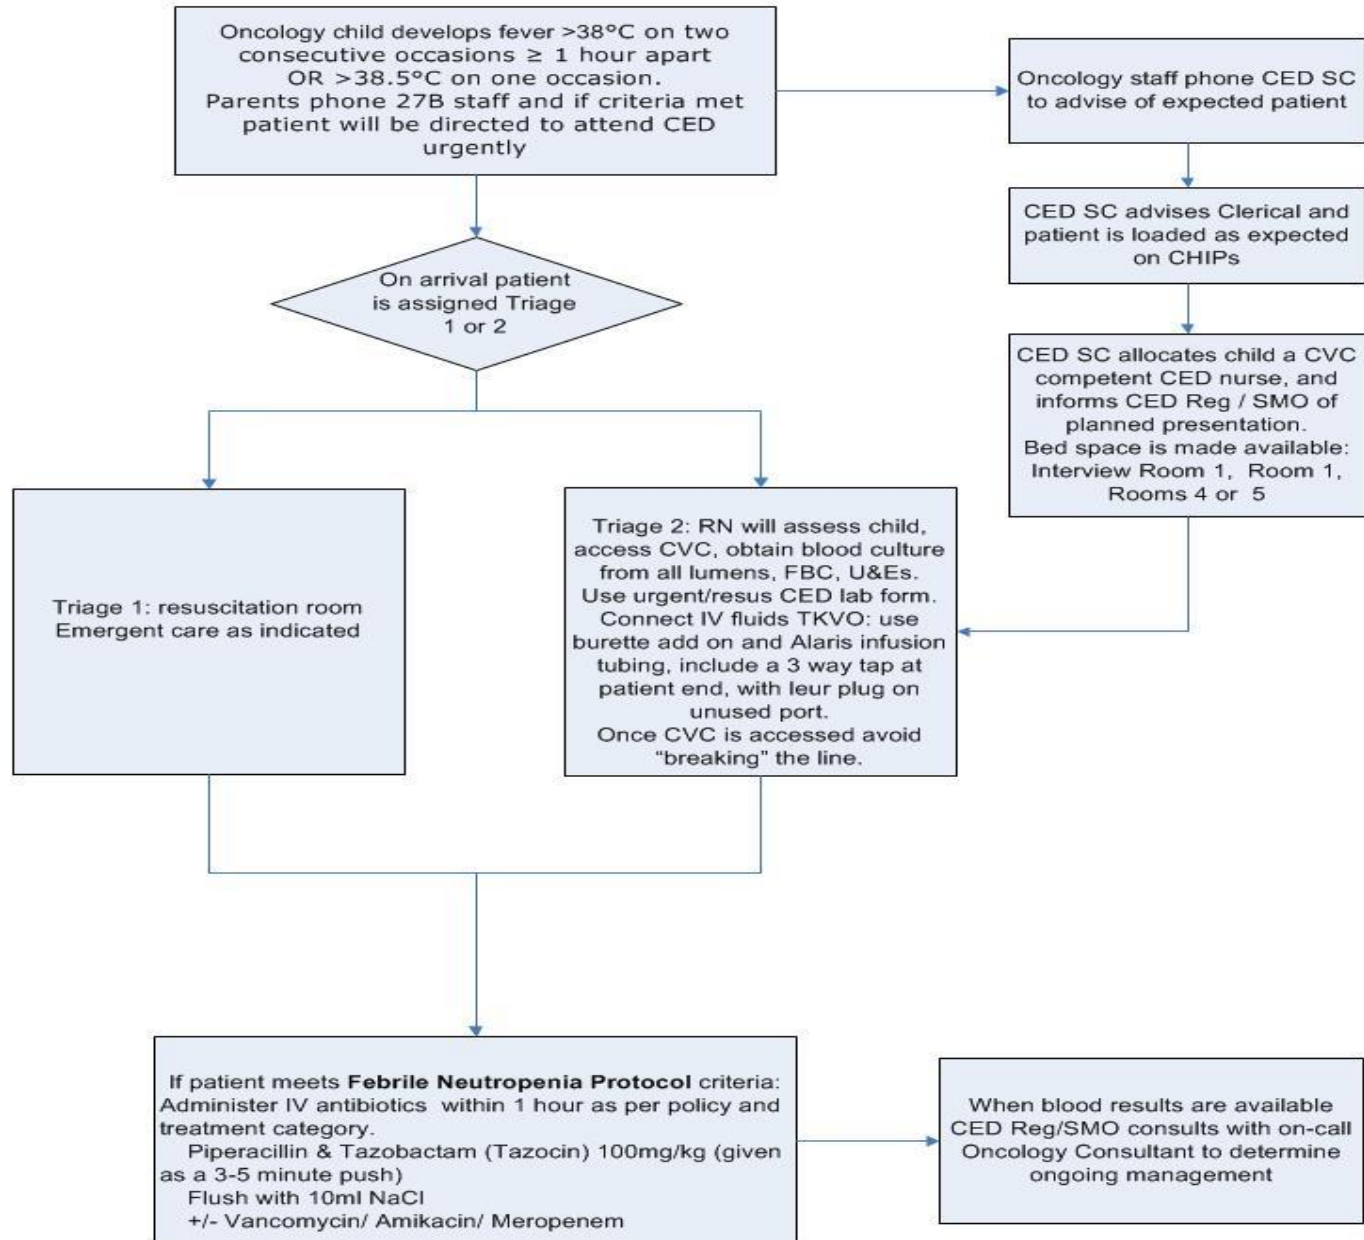 Oncology child develops fever >38°C on two
consecutive occasions ≥ 1 hour apart
OR >38.5°C on one occasion.
Parents phone 27B staff and if criteria met
patient will be directed to attend CED
urgently
Oncology staff phone CED SC
to advise of expected patient
CED SC advises Clerical and
patient is loaded as expected
on CHIPs
On arrival patient
is assigned Triage
1 or 2
CED SC allocates child a CVC
competent CED nurse, and
informs CED Reg / SMO of
planned presentation.
Bed space is made available:
Interview Room 1, Room 1,
Rooms 4 or 5
Triage 1: resuscitation room
Emergent care as indicated
Triage 2: RN will assess child,
access CVC, obtain blood culture
from all lumens, FBC, U&Es.
Use urgent/resus CED lab form.
Connect IV fluids TKVO: use
burette add on and Alaris infusion
tubing, include a 3 way tap at
patient end, with leur plug on
unused port.
Once CVC is accessed avoid
“breaking” the line.
If patient meets Febrile Neutropenia Protocol criteria:
Administer IV antibiotics within 1 hour as per policy and
treatment category.
Piperacillin & Tazobactam (Tazocin) 100mg/kg (given
as a 3-5 minute push)
Flush with 10ml NaCl
+/- Vancomycin/ Amikacin/ Meropenem
When blood results are available
CED Reg/SMO consults with on-call
Oncology Consultant to determine
ongoing management